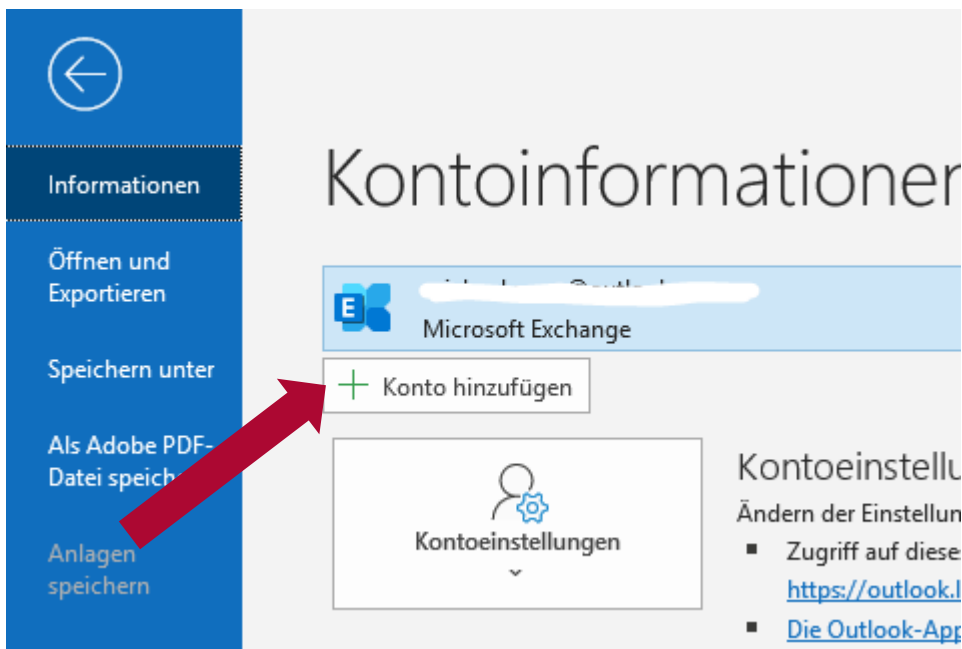 Informationen
Öffnen und
Exportieren
Speichern unter
Als Adobe PDF-
Datei speich
Anlagen
speichern
Kontoinformationen
E
Microsoft Exchange
+ Konto hinzufügen
Kontoeinstellungen
Kontoeinstellu
Ändern der Einstellun
▪ Zugriff auf diese
https://outlook.l
▪ Die Outlook-App